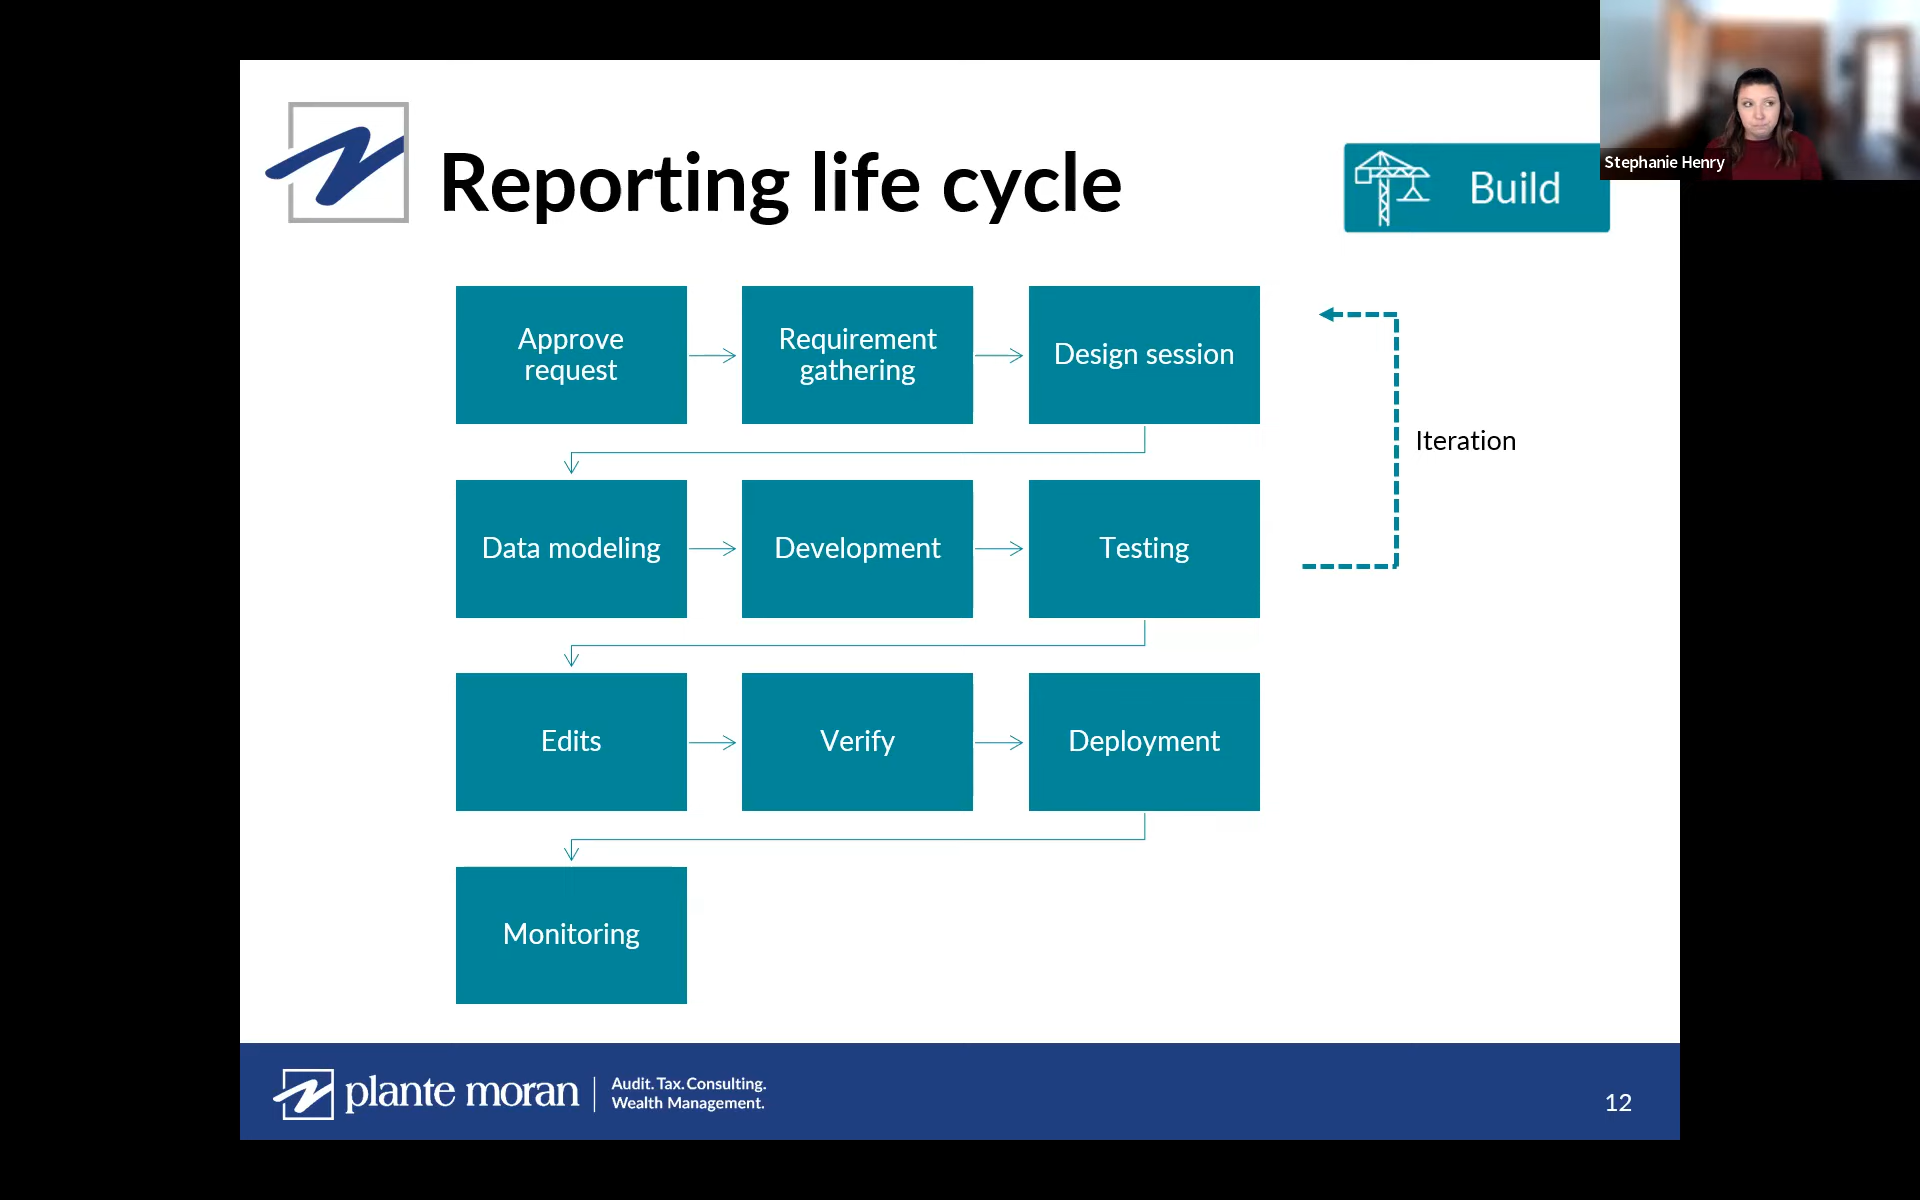 Stephanie Henry
Reporting life cycle
Build
Approve
request
Requirement
gathering
Design session
Iteration
Data modeling
Development
Testing
Edits
Verify
Deployment
Monitoring
plante moran
Audit. Tax. Consulting.
Wealth Management.
12